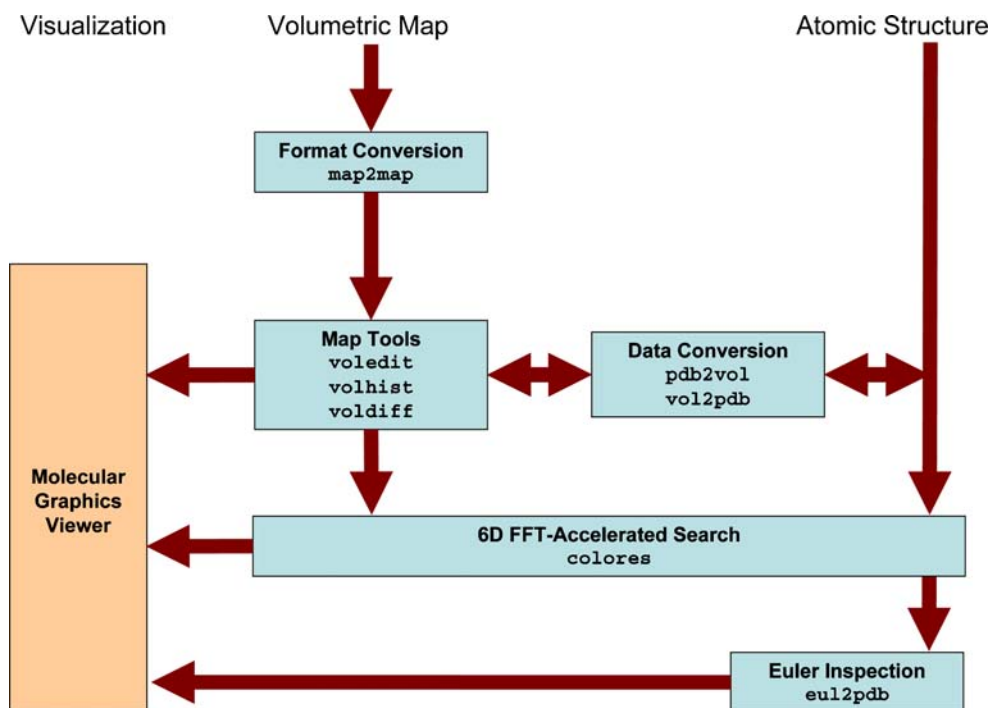 Visualization
Volumetric Map
Atomic Structure
Format Conversion
map2map
Map Tools
voledit
volhist
voldiff
Data Conversion
pdb2vol
vol2pdb
Molecular
Graphics
Viewer
6D FFT-Accelerated Search
colores
Euler Inspection
eul2pdb